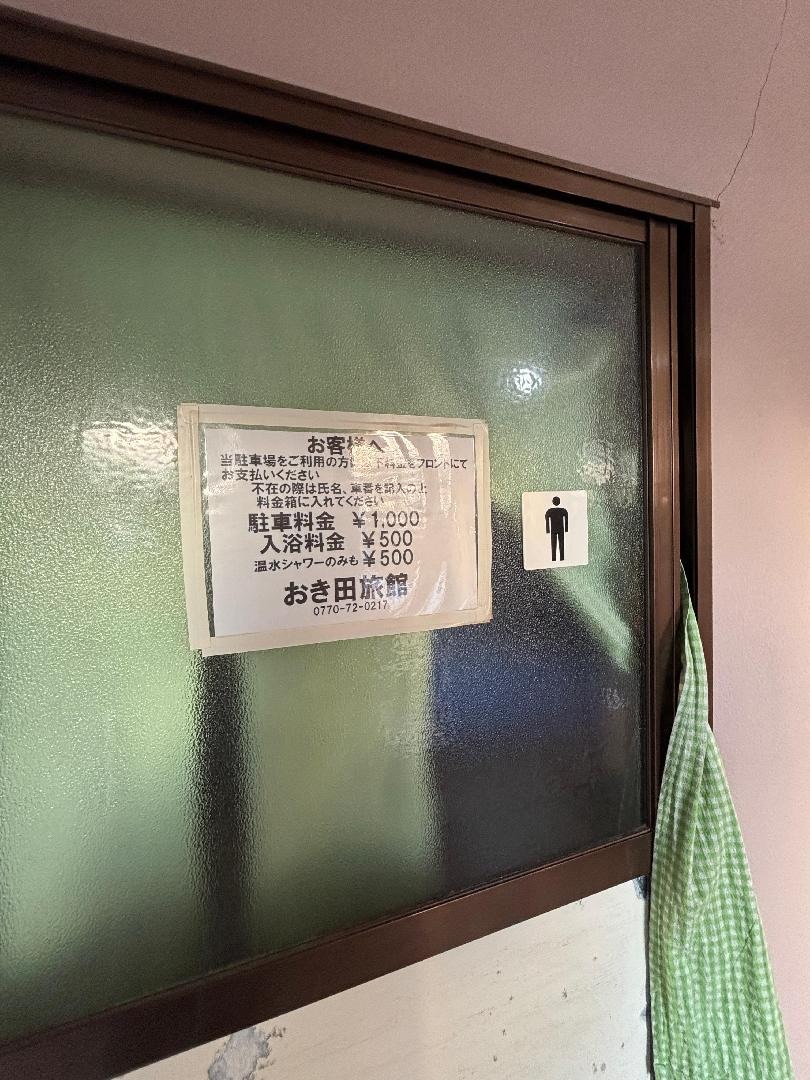 お客様へ
当駐車場をご利用の方は 下料金をフロントにて
お支払いください
不在の際は氏名、車番を記入の上
料金箱に入れてください
駐車料金 ￥1,000
入浴料金 ￥500
温水シャワーのみも ￥500
おき田旅館
0770-72-0217